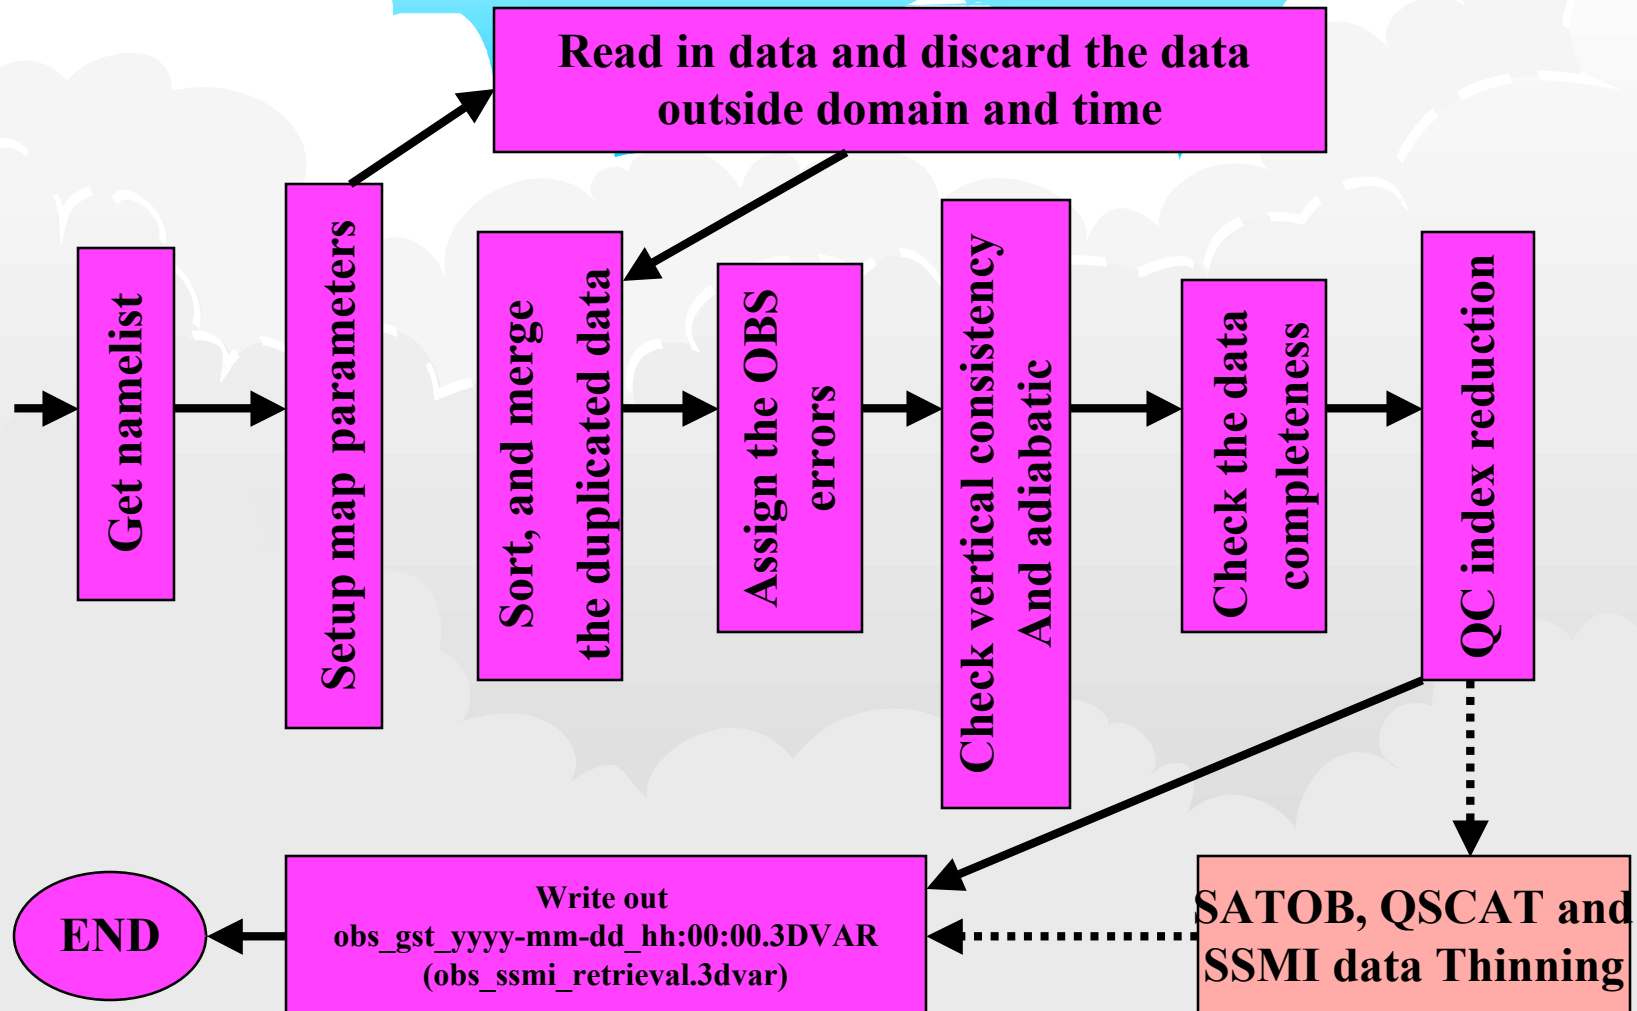 Read in data and discard the data
outside domain and time
Get namelist
Setup map parameters
Sort, and merge
the duplicated data
Assign the OBS
errors
Check vertical consistency
And adiabatic
Check the data
completeness
QC index reduction
SATOB, QSCAT and
SSMI data Thinning
Write out
obs_gst_yyyy-mm-dd_hh:00:00.3DVAR
(obs_ssmi_retrieval.3dvar)
END